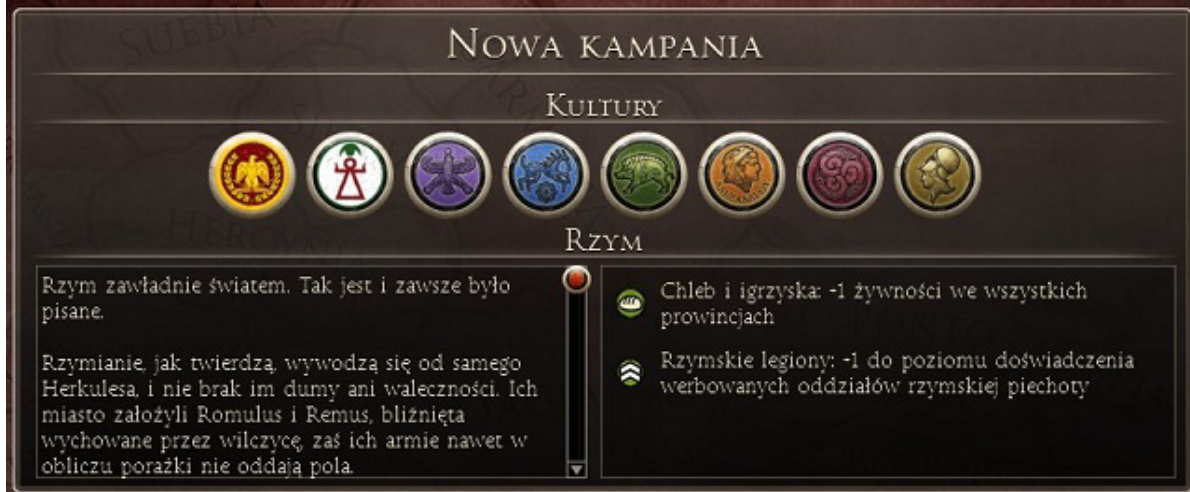 Nowa kampania
Kultury
Rzym
Rzym zawładnie światem. Tak jest i zawsze było
pisane.
Rzymianie, jak twierdzą, wywodzą się od samego
Herkulesa, i nie brak im dumy ani waleczności. Ich
miasto założyli Romulus i Remus, bliźnięta
wychowane przez wilczycę, zaś ich armie nawet w
obliczu porażki nie oddają pola.
Chleb i igrzyska: -1 żywności we wszystkich
prowincjach
Rzymskie legiony: -1 do poziomu doświadczenia
werbowanych oddziałów rzymskiej piechoty
SUEBIA